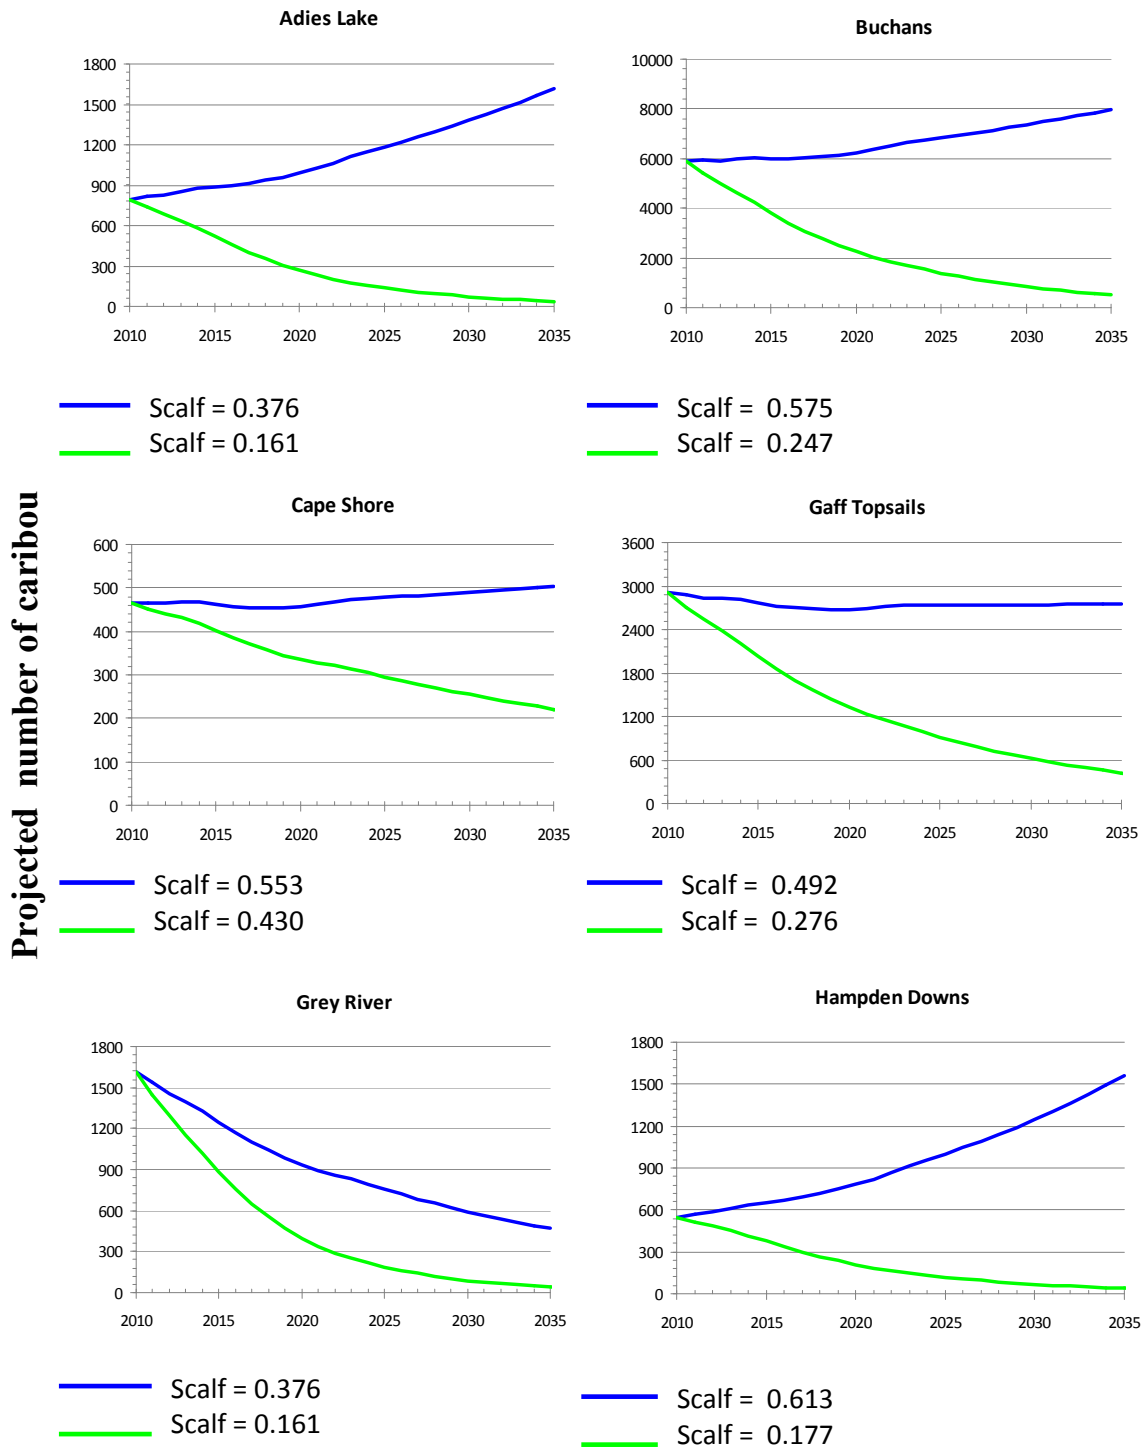 Projected number of caribou
Adies Lake
1800
1500
1200
900
600
300
0
2010 2015 2020 2025 2030 2035
Scalf = 0.376
Scalf = 0.161
Buchans
10000
8000
6000
4000
2000
0
2010 2015 2020 2025 2030 2035
Scalf = 0.575
Scalf = 0.247
Cape Shore
600
500
400
300
200
100
0
2010 2015 2020 2025 2030 2035
Scalf = 0.553
Scalf = 0.430
Gaff Topsails
3600
3000
2400
1800
1200
600
0
2010 2015 2020 2025 2030 2035
Scalf = 0.492
Scalf = 0.276
Grey River
1800
1500
1200
900
600
300
0
2010 2015 2020 2025 2030 2035
Scalf = 0.376
Scalf = 0.161
Hampden Downs
1800
1500
1200
900
600
300
0
2010 2015 2020 2025 2030 2035
Scalf = 0.613
Scalf = 0.177